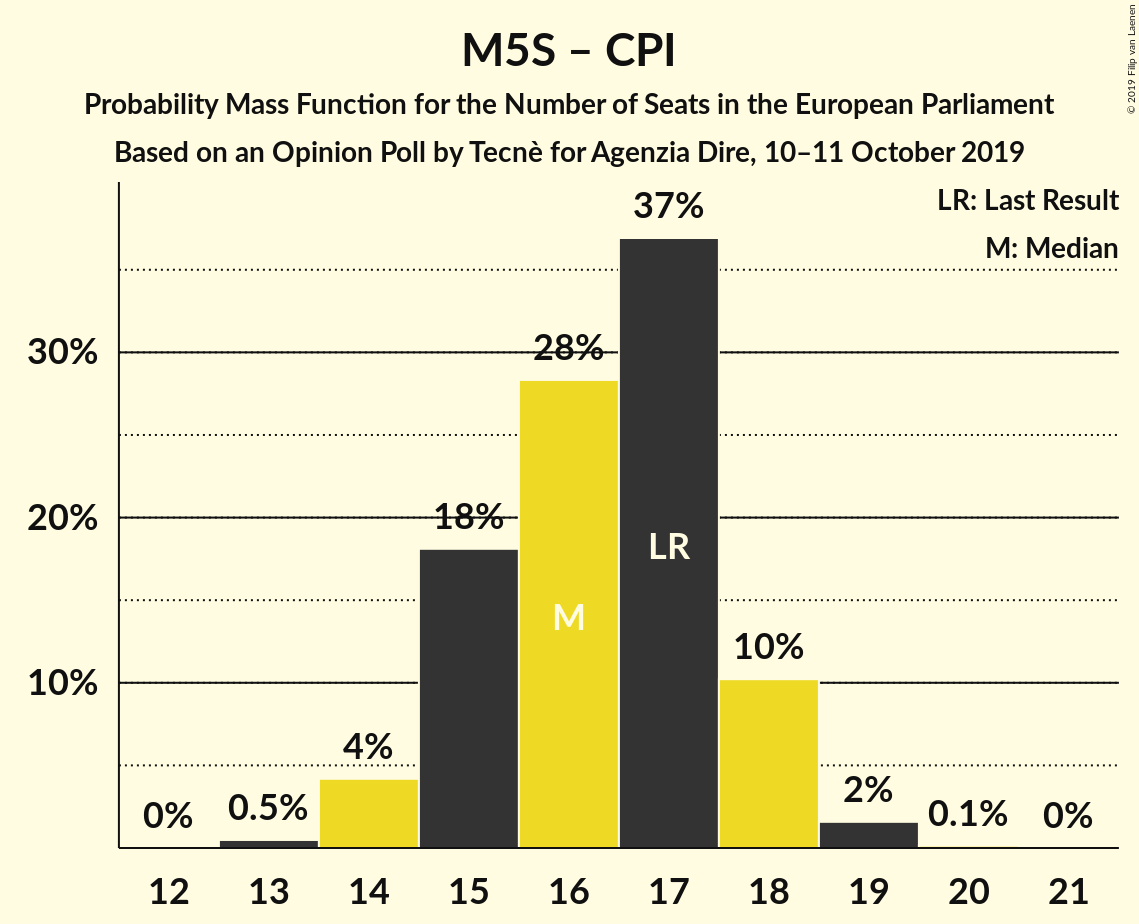 M5S – CPI
Probability Mass Function for the Number of Seats in the European Parliament
Based on an Opinion Poll by Tecnè for Agenzia Dire, 10–11 October 2019
© 2019 Filip van Laenen
LR: Last Result
M: Median
37%
30%
28%
20%
18%
LR
M
10%
10%
4%
2%
0%
0.5%
0.1%
0%
12 13 14 15 16 17 18 19 20 21